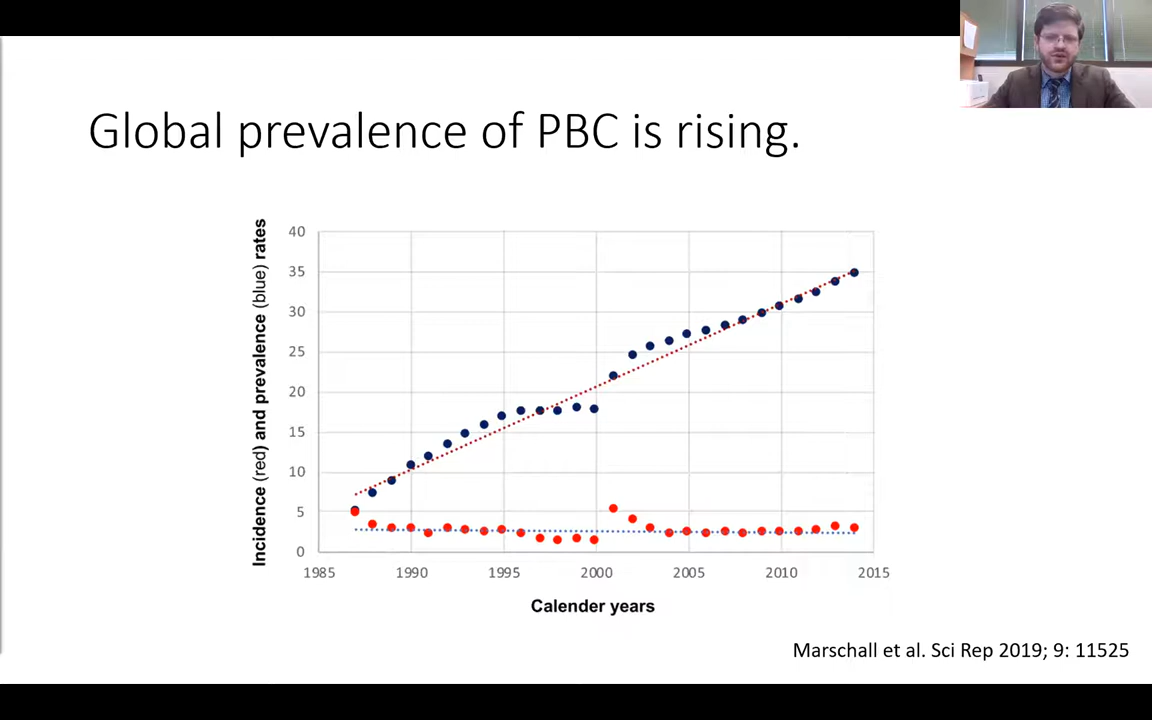 Global prevalence of PBC is rising.
Incidence (red) and prevalence (blue) rates
40
35
30
25
20
15
10
5
0
1985 1990 1995 2000 2005 2010 2015
Calender years
Marschall et al. Sci Rep 2019; 9: 11525